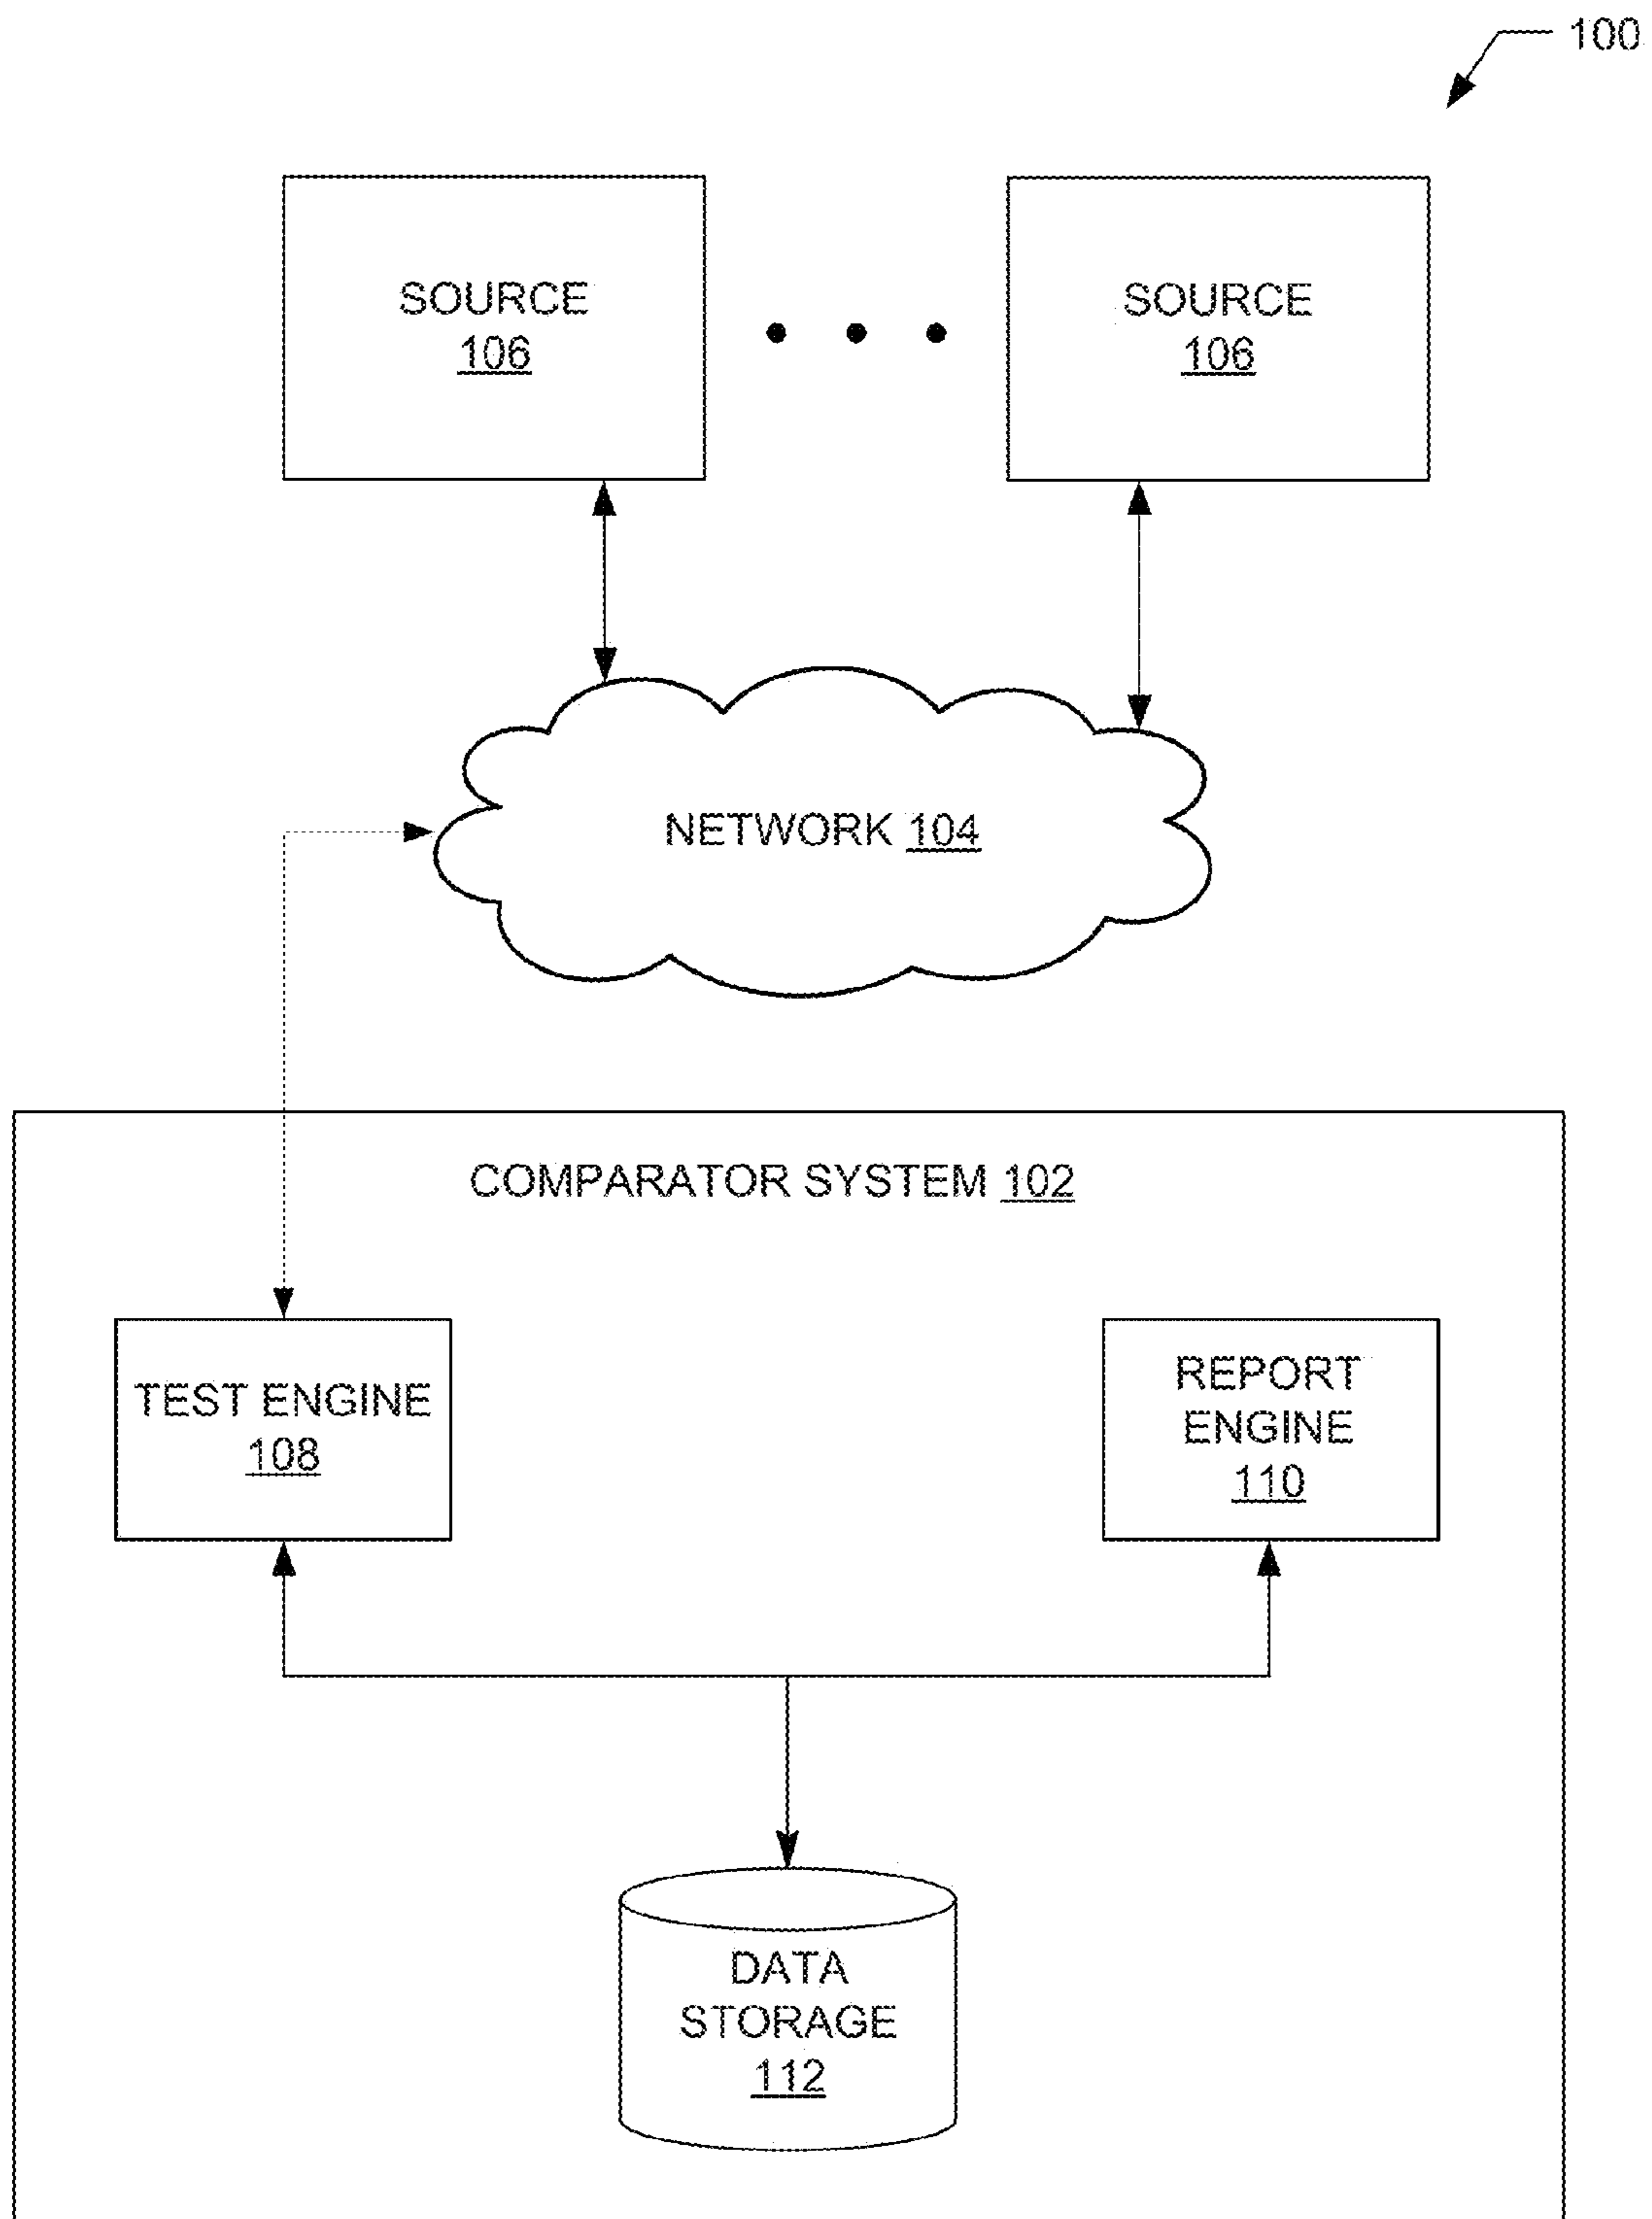 100
SOURCE
106
SOURCE
106
NETWORK 104
COMPARATOR SYSTEM 102
TEST ENGINE
108
REPORT
ENGINE
110
DATA
STORAGE
112